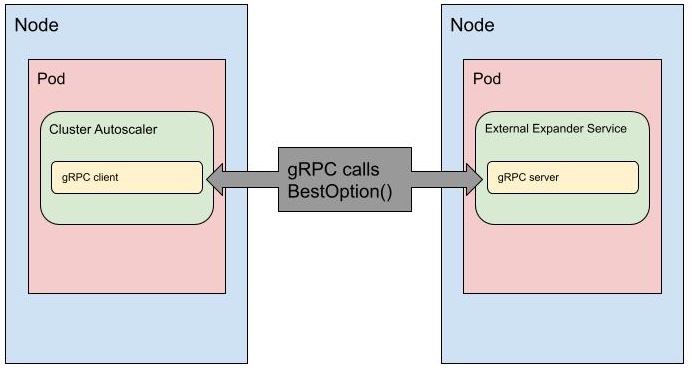 Node
Pod
Cluster Autoscaler
gRPC client
gRPC calls
BestOption()
Node
Pod
External Expander Service
gRPC server